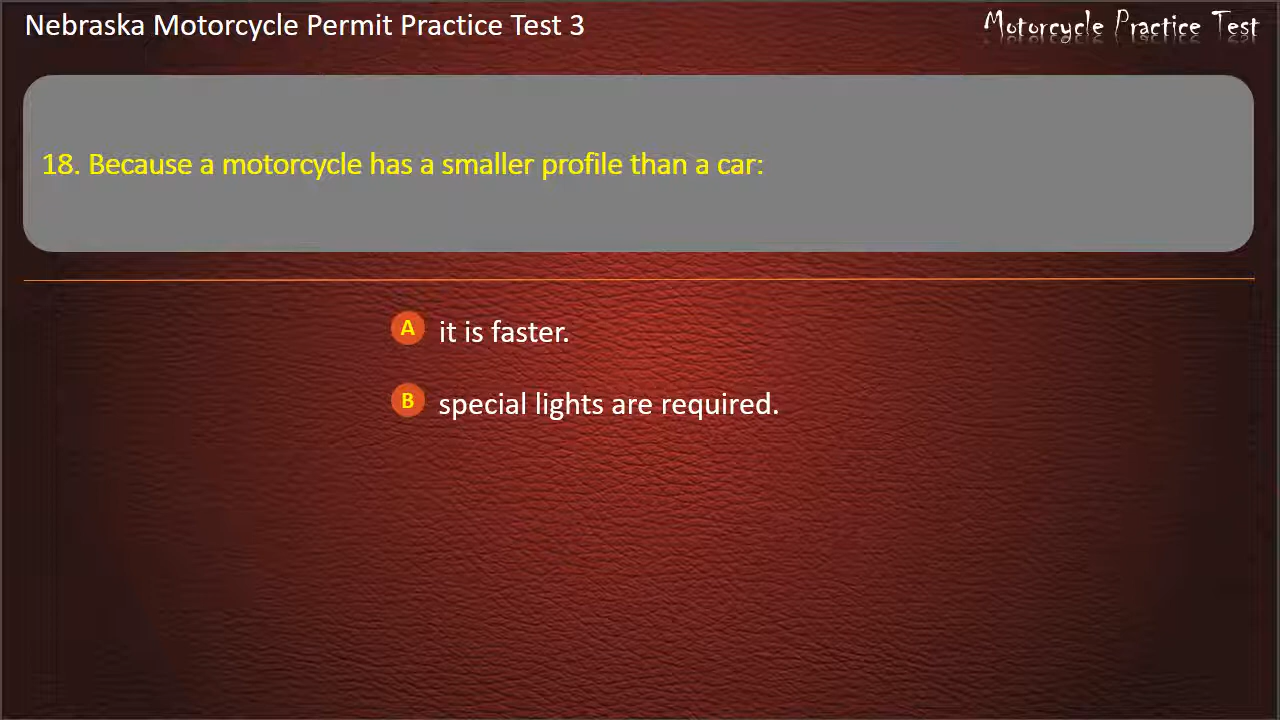 Nebraska Motorcycle Permit Practice Test 3
Motorcycle Practice Test
18. Because a motorcycle has a smaller profile than a car:
A it is faster.
B special lights are required.